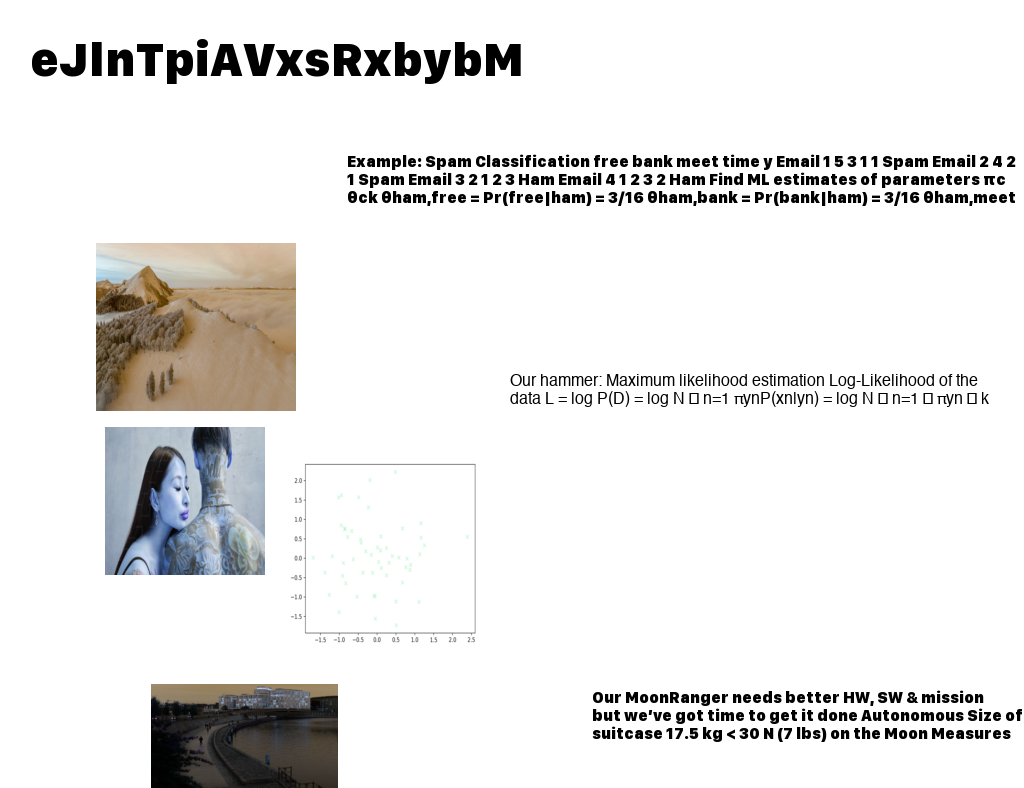 eJlnTpiAVxsRxbybM
Example: Spam Classification free bank meet time y Email 1 5 3 1 1 Spam Email 2 4 2
1 Spam Email 3 2 1 2 3 Ham Email 4 1 2 3 2 Ham Find ML estimates of parameters πc
θck θham,free = Pr(free|ham) = 3/16 θham,bank = Pr(bank|ham) = 3/16 θham,meet
Our hammer: Maximum likelihood estimation Log-Likelihood of the
data L = log P(D) = log N □ n=1 πynP(xn|yn) = log N □ n=1 □ πyn □ k
2.0
1.5
1.0
0.5
0.0
−0.5
−1.0
−1.5
−1.5 −1.0 −0.5 0.0 0.5 1.0 1.5 2.0 2.5
Our MoonRanger needs better HW, SW & mission
but we've got time to get it done Autonomous Size of
suitcase 17.5 kg < 30 N (7 lbs) on the Moon Measures